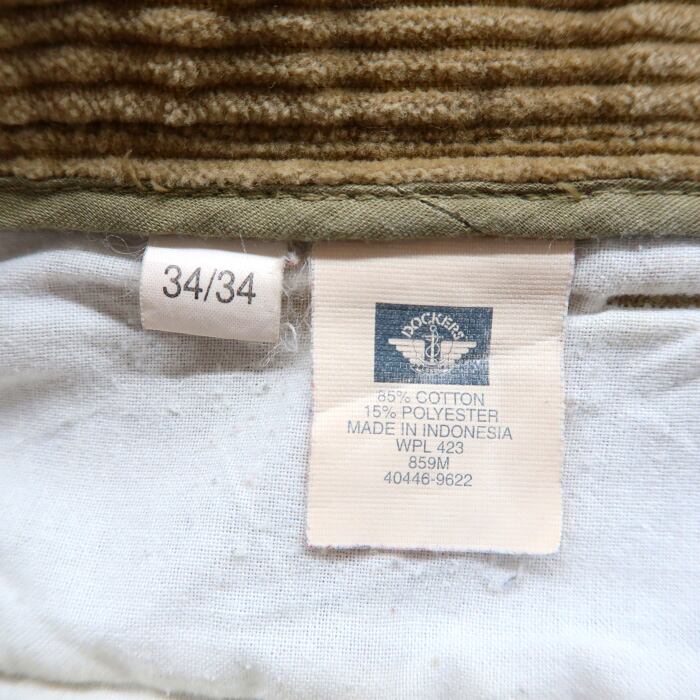 34/34
DOCKERS
85% COTTON
15% POLYESTER
MADE IN INDONESIA
WPL 423
859M
40446-9622